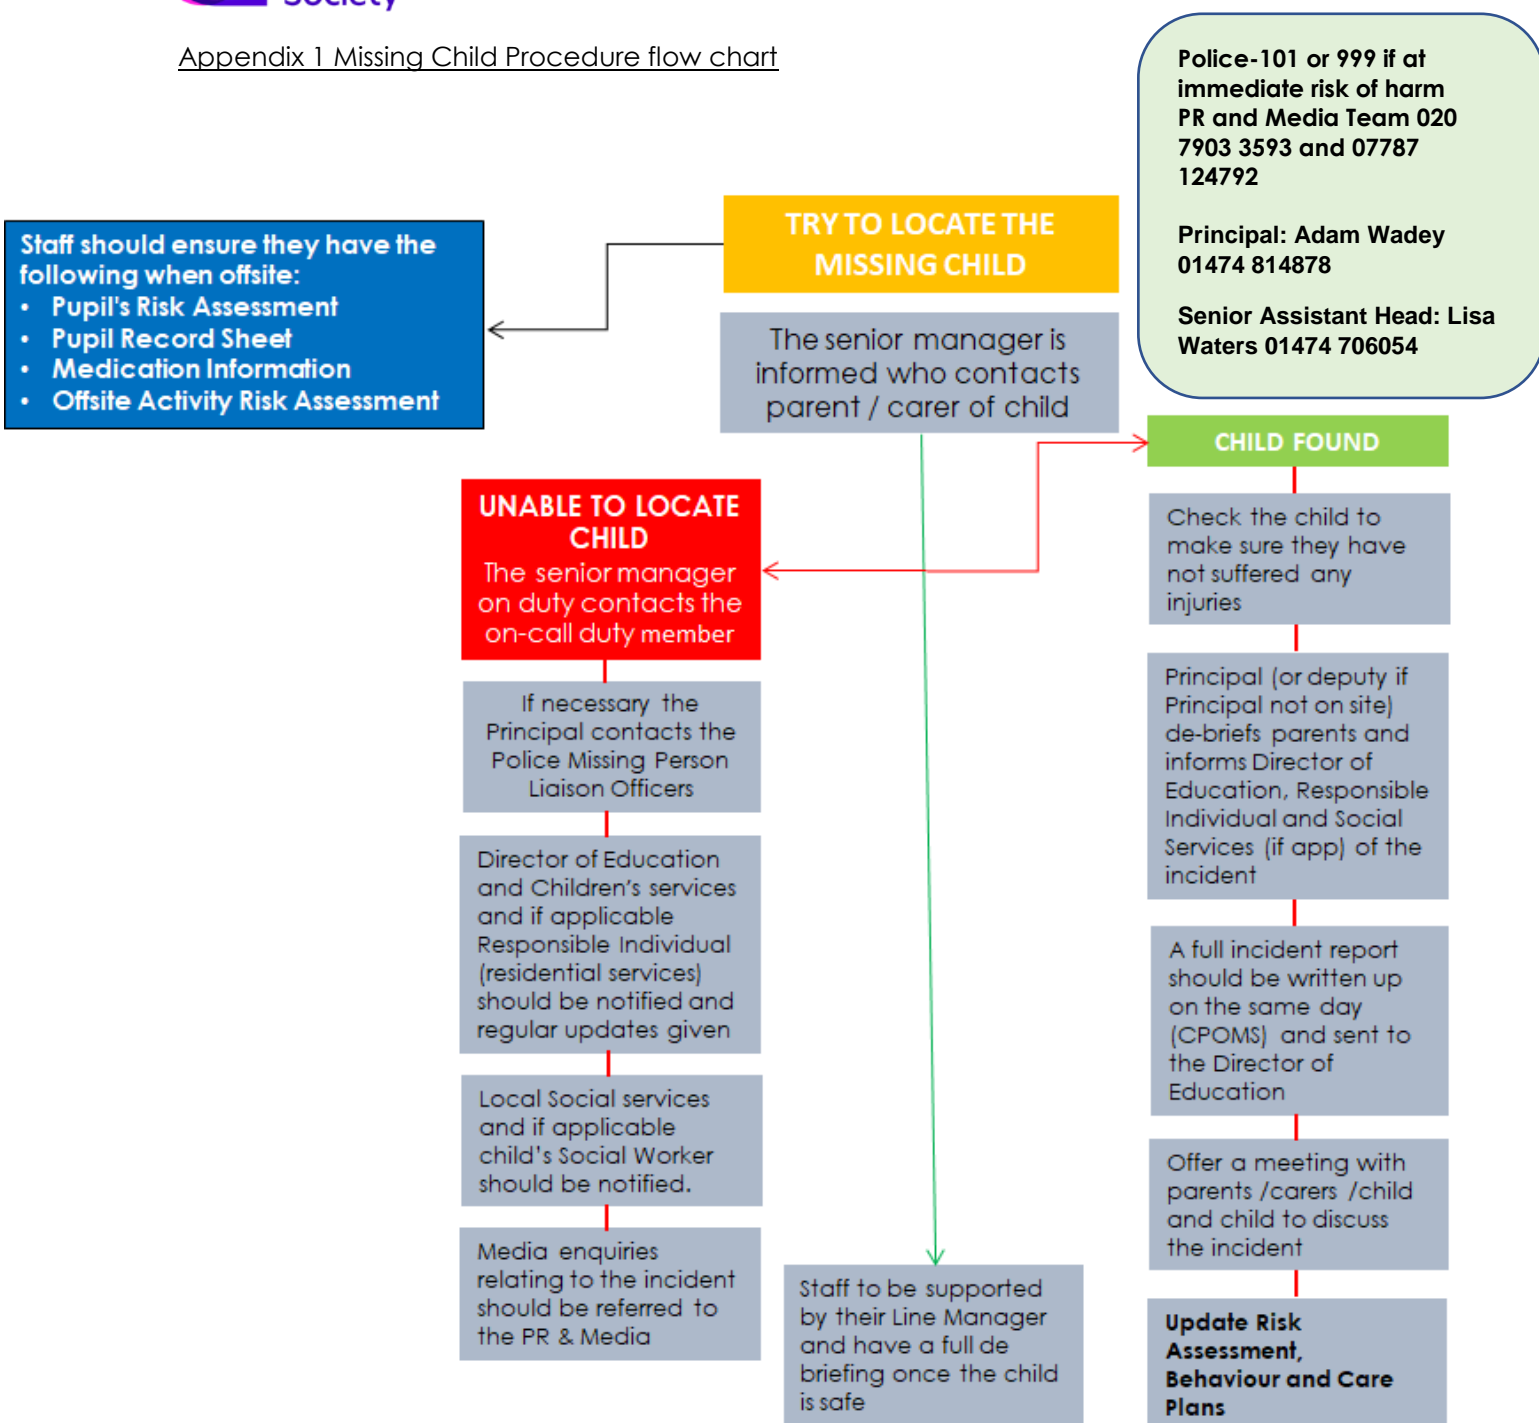 Society
Appendix 1 Missing Child Procedure flow chart
Police-101 or 999 if at
immediate risk of harm
PR and Media Team 020
7903 3593 and 07787
124792
Principal: Adam Wadey
01474 814878
Senior Assistant Head: Lisa
Waters 01474 706054
TRY TO LOCATE THE
MISSING CHILD
Staff should ensure they have the
following when offsite:
• Pupil's Risk Assessment
• Pupil Record Sheet
• Medication Information
• Offsite Activity Risk Assessment
The senior manager is
informed who contacts
parent / carer of child
UNABLE TO LOCATE
CHILD
The senior manager
on duty contacts the
on-call duty member
If necessary the
Principal contacts the
Police Missing Person
Liaison Officers
Director of Education
and Children's services
and if applicable
Responsible Individual
(residential services)
should be notified and
regular updates given
Local Social services
and if applicable
child's Social Worker
should be notified.
Media enquiries
relating to the incident
should be referred to
the PR & Media
Staff to be supported
by their Line Manager
and have a full de
briefing once the child
is safe
CHILD FOUND
Check the child to
make sure they have
not suffered any
injuries
Principal (or deputy if
Principal not on site)
de-briefs parents and
informs Director of
Education, Responsible
Individual and Social
Services (if app) of the
incident
A full incident report
should be written up
on the same day
(CPOMS) and sent to
the Director of
Education
Offer a meeting with
parents /carers /child
and child to discuss
the incident
Update Risk
Assessment,
Behaviour and Care
Plans